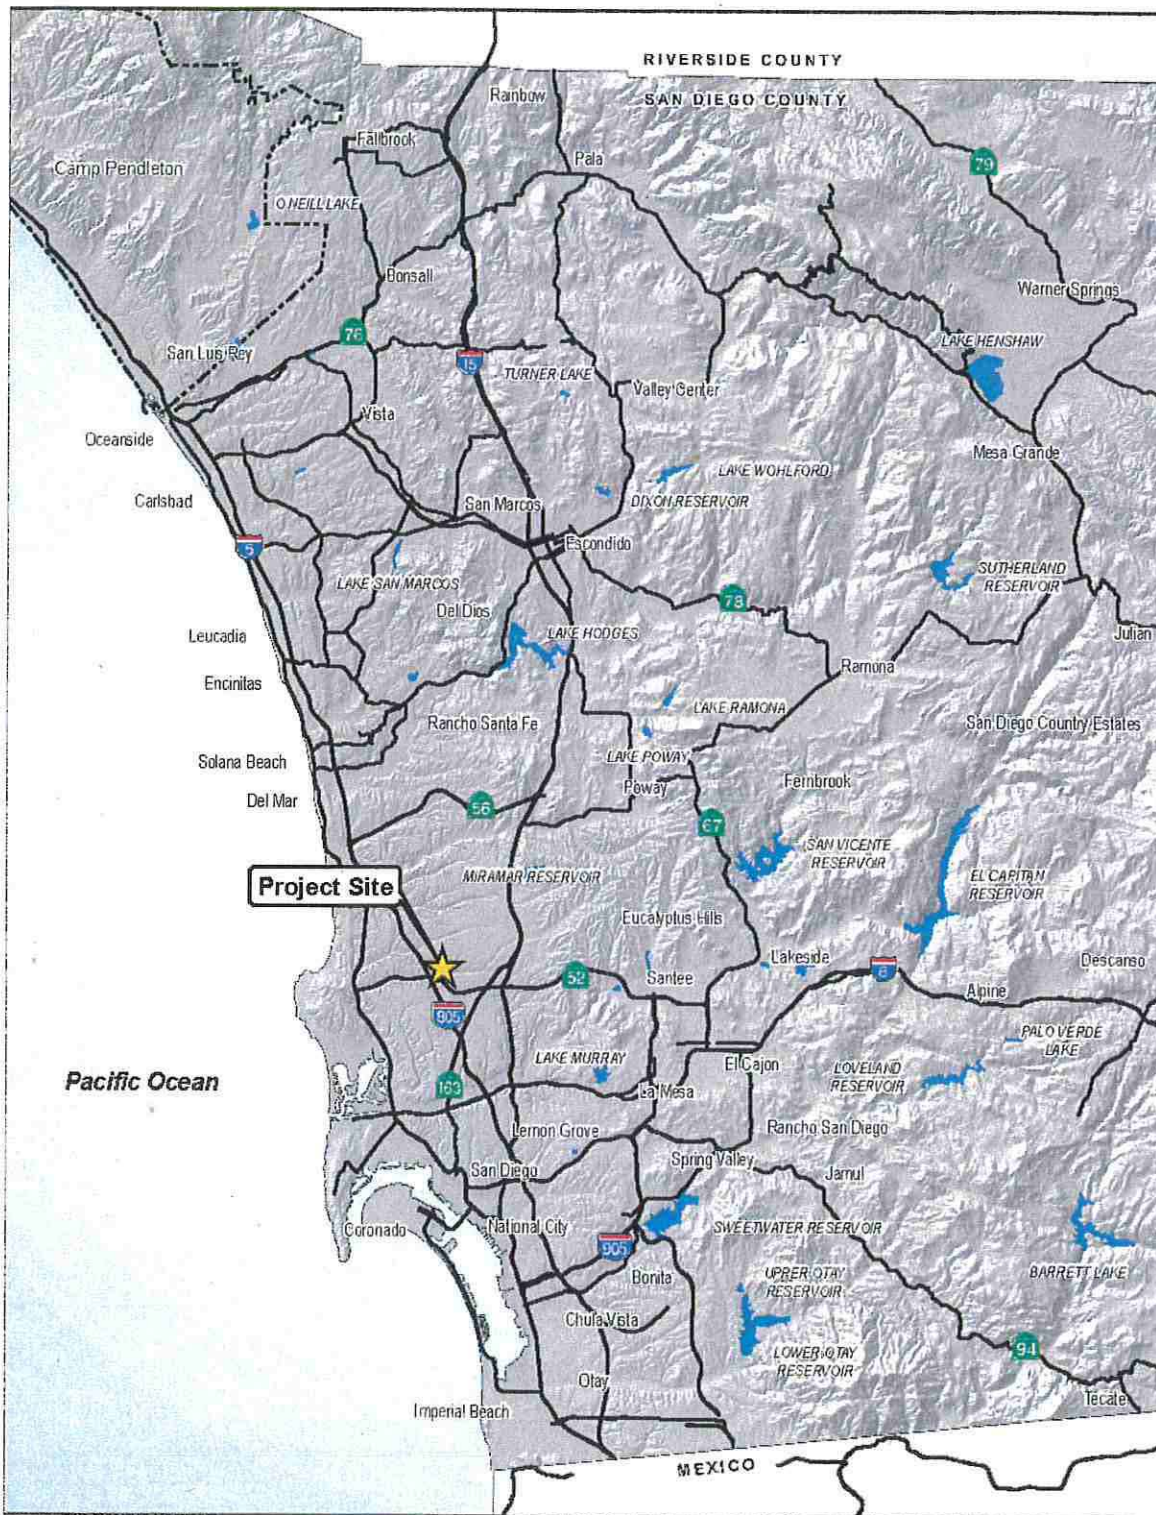 RIVERSIDE COUNTY
SAN DIEGO COUNTY
Rainbow
Fallbrook
Pala
79
Camp Pendleton
O NEILL LAKE
Bonsall
Warner Springs
76
San Luis Rey
15
LAKE HENSHAW
TURNER LAKE
Valley Center
Vista
Oceanside
Mesa Grande
LAKE WOHLFORD
Carlsbad
San Marcos
DIXON RESERVOIR
5
Escondido
LAKE SAN MARCOS
SUTHERLAND
RESERVOIR
78
Del Dios
Leucadia
LAKE HODGES
Julian
Ramona
Encinitas
LAKE RAMONA
Rancho Santa Fe
San Diego Country Estates
Solana Beach
LAKE POWAY
Del Mar
Poway
Fernbrook
56
67
SAN VICENTE
RESERVOIR
MIRAMAR RESERVOIR
EL CAPITAN
RESERVOIR
Project Site
Eucalyptus Hills
Lakeside
Descanso
52
Santee
8
Alpine
905
PALO VERDE
LAKE
LAKE MURRAY
El Cajon
LOVELAND
RESERVOIR
Pacific Ocean
163
La Mesa
Lemon Grove
Rancho San Diego
San Diego
Spring Valley
Jamul
Coronado
National City
SWEETWATER RESERVOIR
905
Bonita
UPPER OTAY
RESERVOIR
BARRETT LAKE
Chula Vista
LOWER OTAY
RESERVOIR
94
Otay
Imperial Beach
Tecate
MEXICO